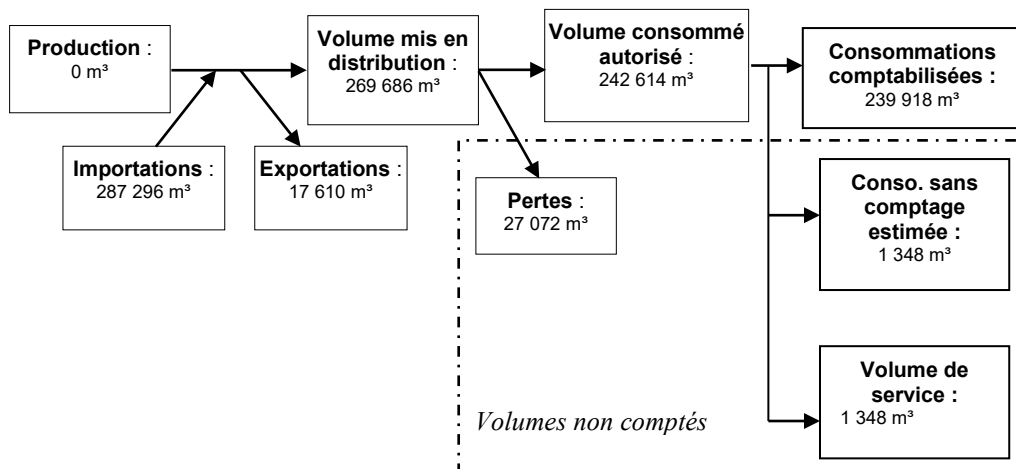 Production :
0 m³
Volume mis en
distribution :
269 686 m³
Volume consommé
autorisé :
242 614 m³
Consommations
comptabilisées :
239 918 m³
Importations :
287 296 m³
Exportations :
17 610 m³
Pertes :
27 072 m³
Conso. sans
comptage
estimée :
1 348 m³
Volume de
service :
1 348 m³
Volumes non comptés